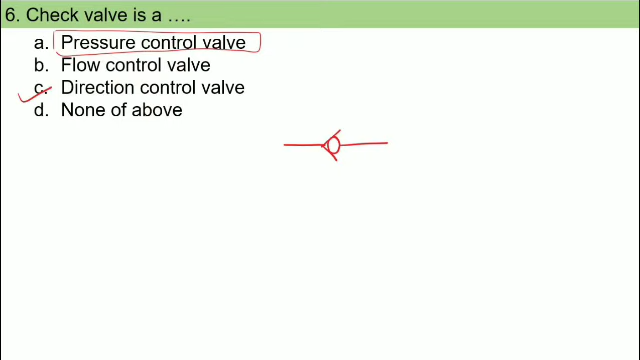 6. Check valve is a ....
a. Pressure control valve
b. Flow control valve
c. Direction control valve
d. None of above